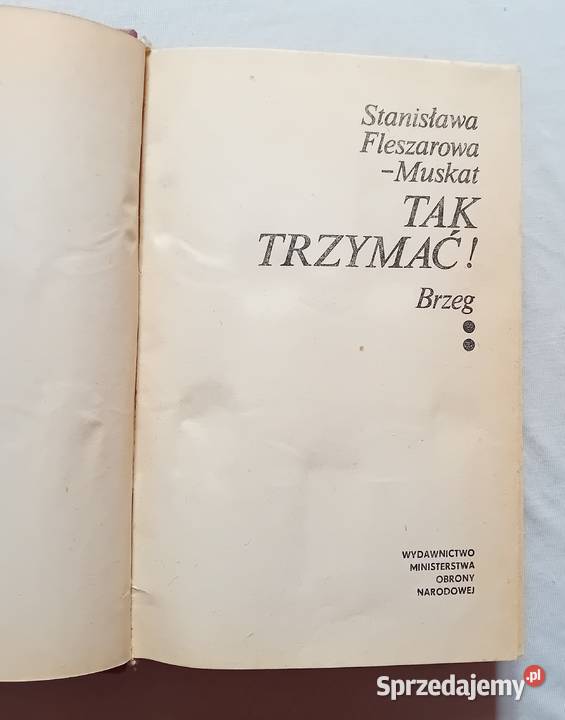 Stanisława
Fleszarowa
-Muskat
TAK
TRZYMAĆ!
Brzeg
WYDAWNICTWO
MINISTERSTWA
OBRONY
NARODOWEJ
Sprzedajemy.pl